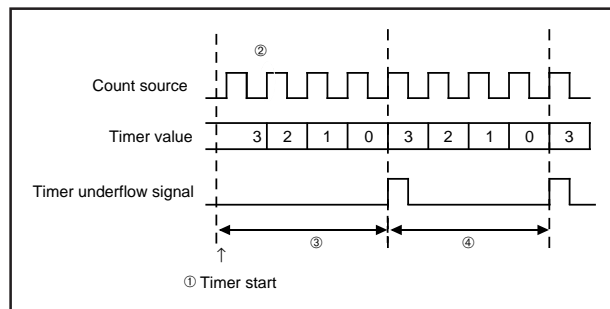 ②
Count source
Timer value 3 2 1 0 3 2 1 0 3
Timer underflow signal
③ ④
↑
① Timer start